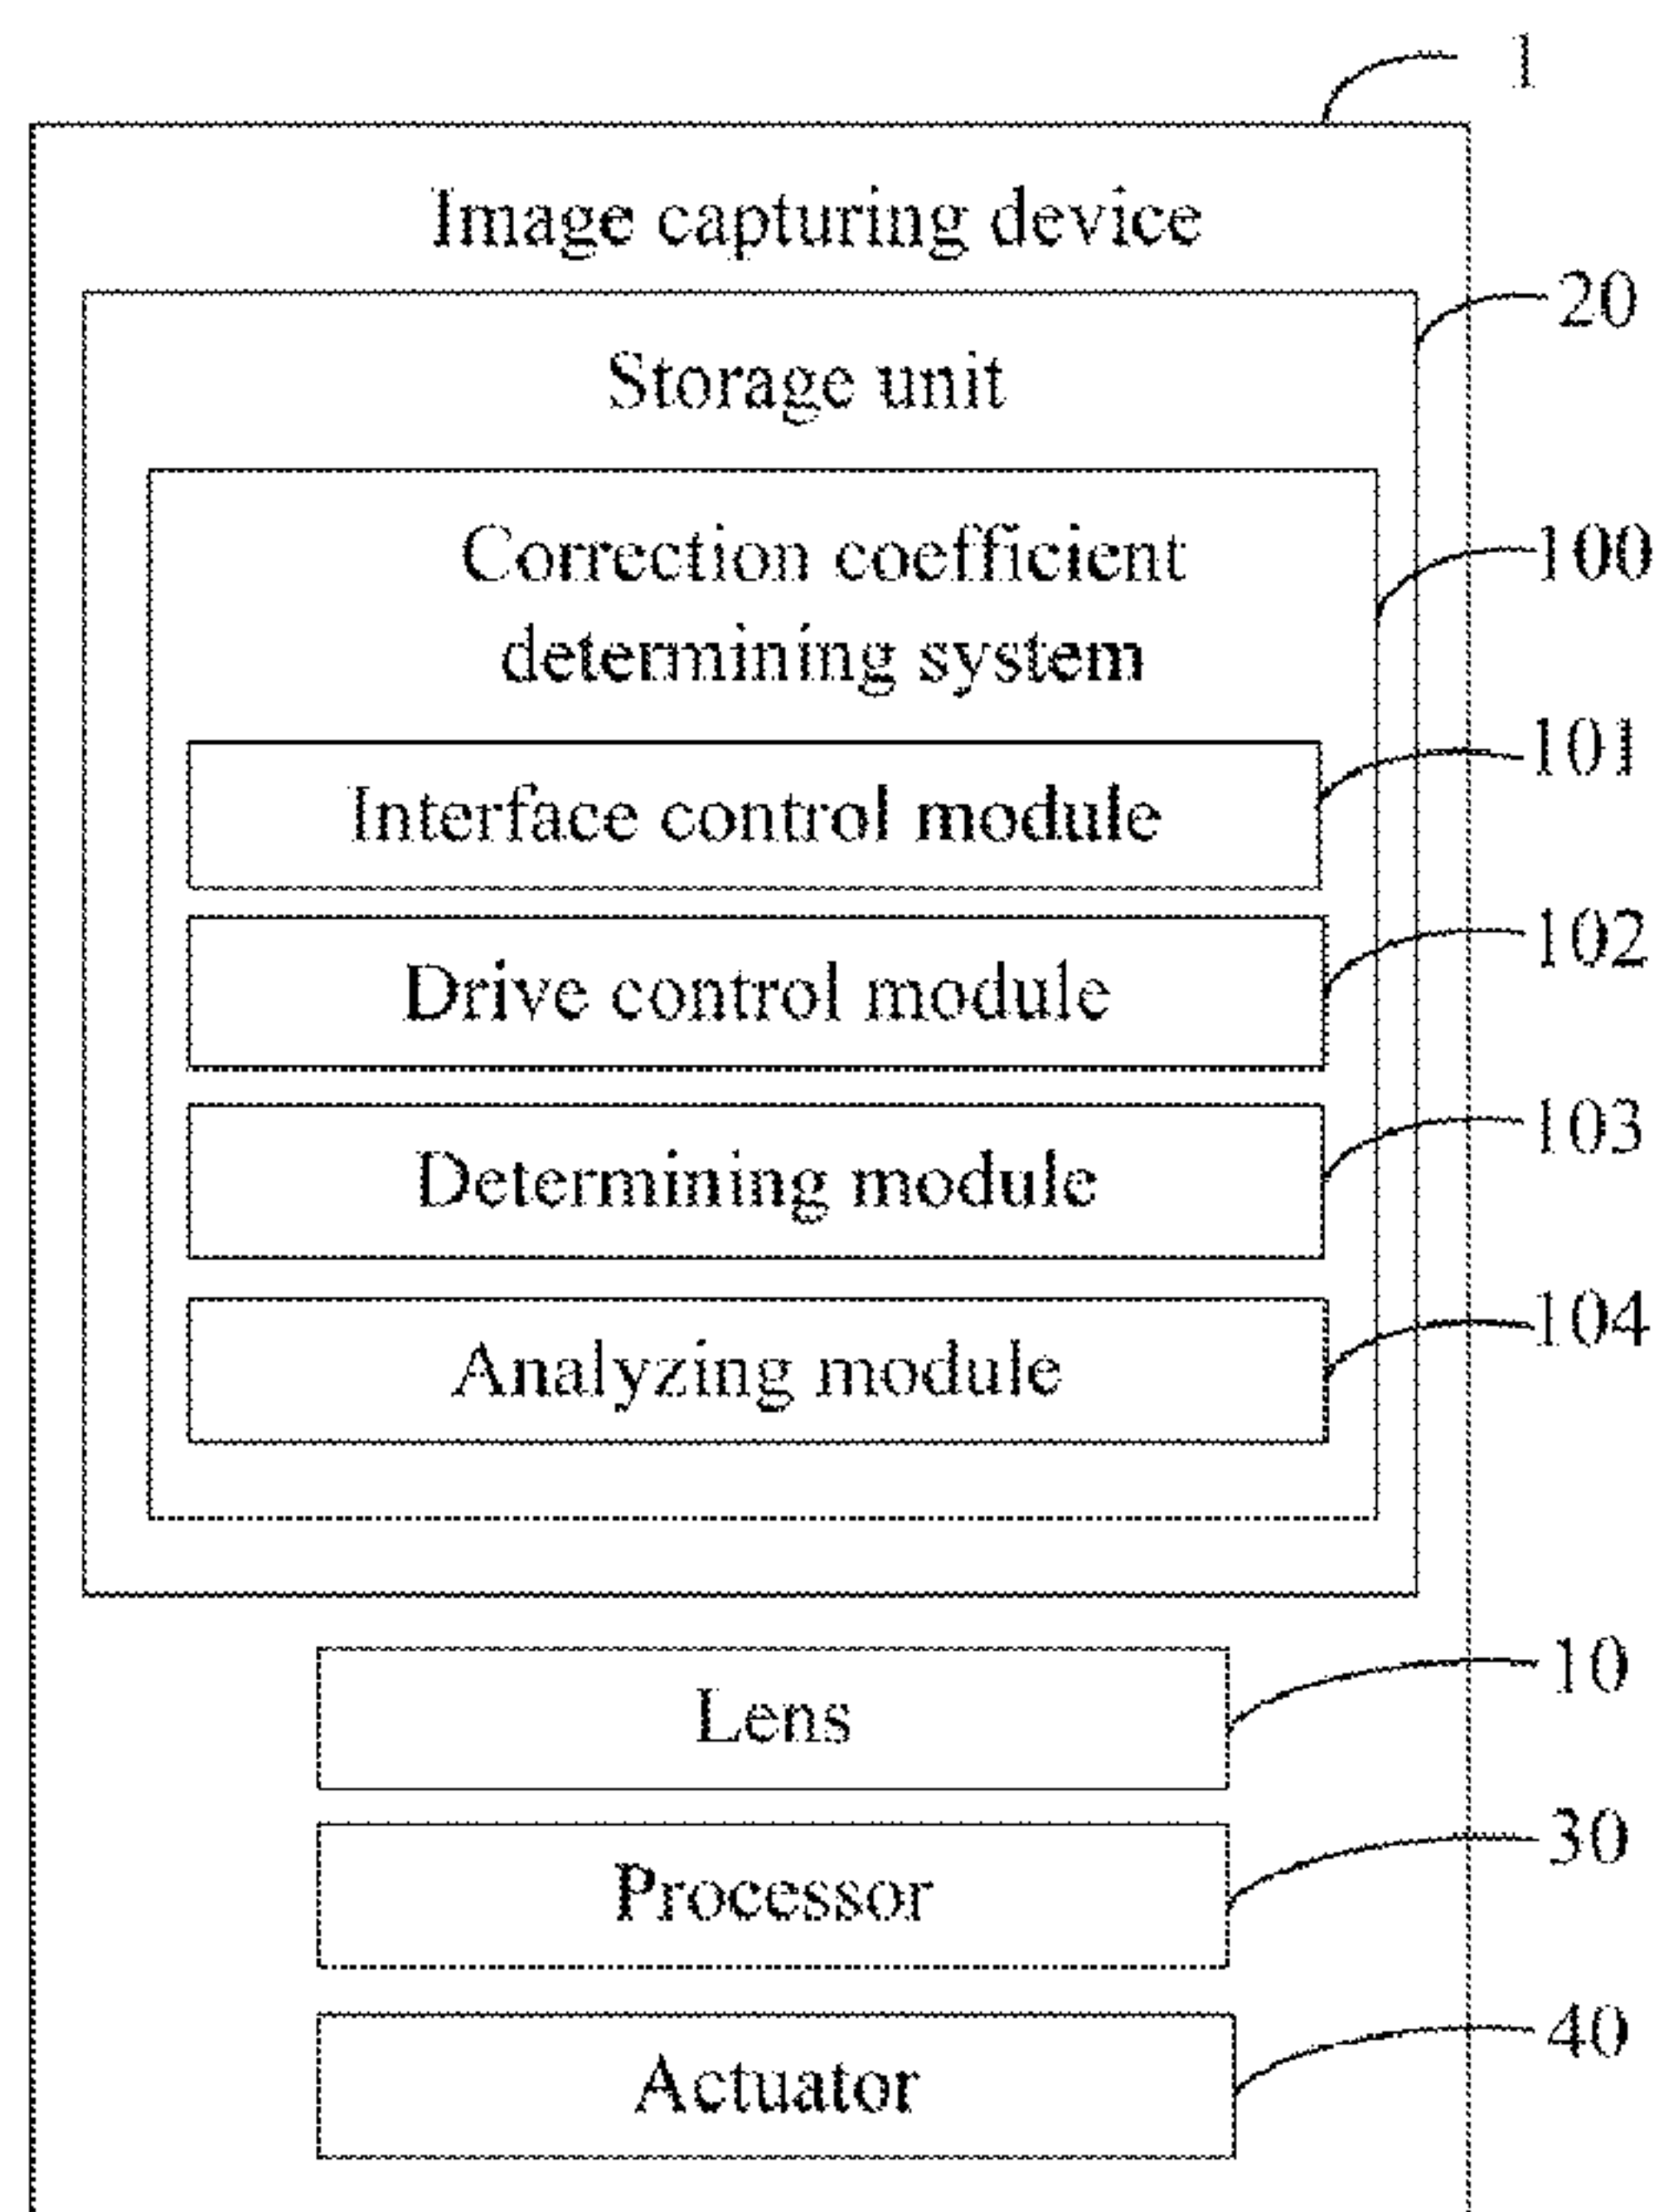 1
Image capturing device
20
Storage unit
100
Correction coefficient
determining system
101
Interface control module
102
Drive control module
103
Determining module
104
Analyzing module
10
Lens
30
Processor
40
Actuator